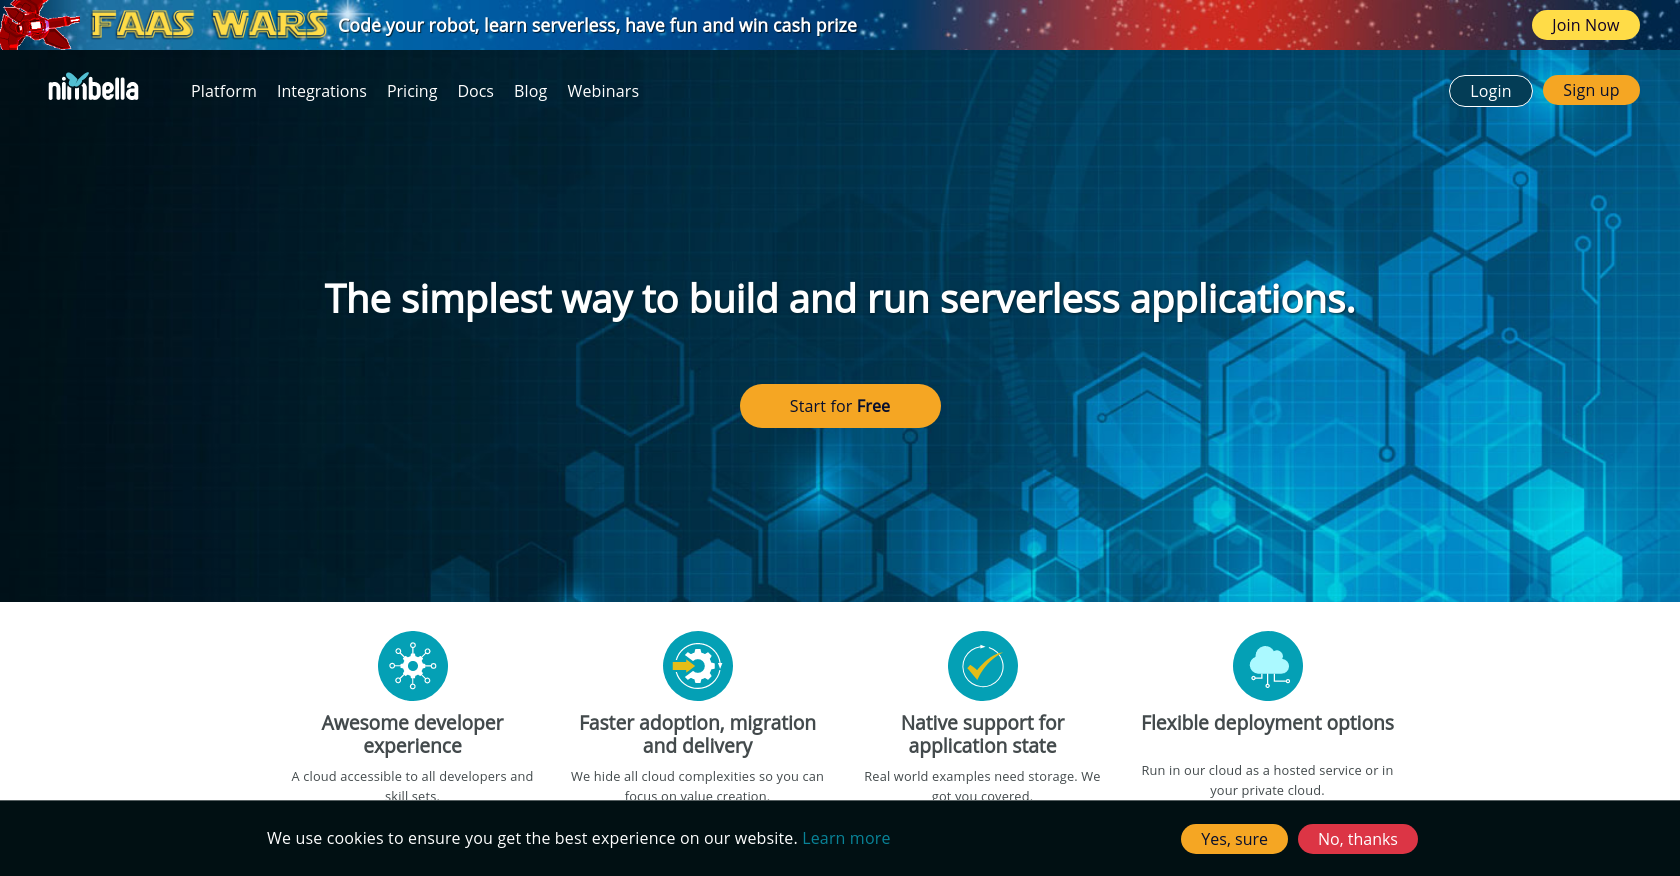 FAAS WARS Code your robot, learn serverless, have fun and win cash prize Join Now
nimbella Platform Integrations Pricing Docs Blog Webinars Login Sign up
The simplest way to build and run serverless applications.
Start for Free
Awesome developer
experience
A cloud accessible to all developers and
skill sets.
Faster adoption, migration
and delivery
We hide all cloud complexities so you can
focus on value creation.
Native support for
application state
Real world examples need storage. We
got you covered.
Flexible deployment options
Run in our cloud as a hosted service or in
your private cloud.
We use cookies to ensure you get the best experience on our website. Learn more Yes, sure No, thanks